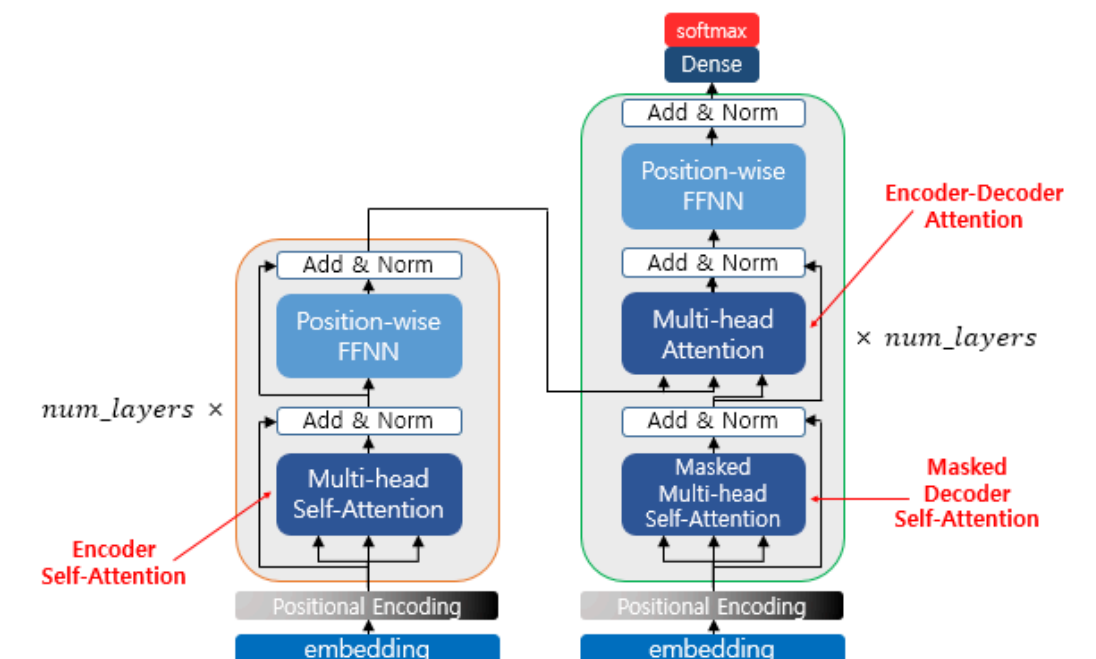 softmax
Dense
Add & Norm
Position-wise
FFNN
Encoder-Decoder
Attention
Add & Norm
Multi-head
Attention
× num_layers
Add & Norm
Masked
Multi-head
Self-Attention
Masked
Decoder
Self-Attention
Positional Encoding
embedding
Add & Norm
Position-wise
FFNN
num_layers ×
Add & Norm
Multi-head
Self-Attention
Encoder
Self-Attention
Positional Encoding
embedding